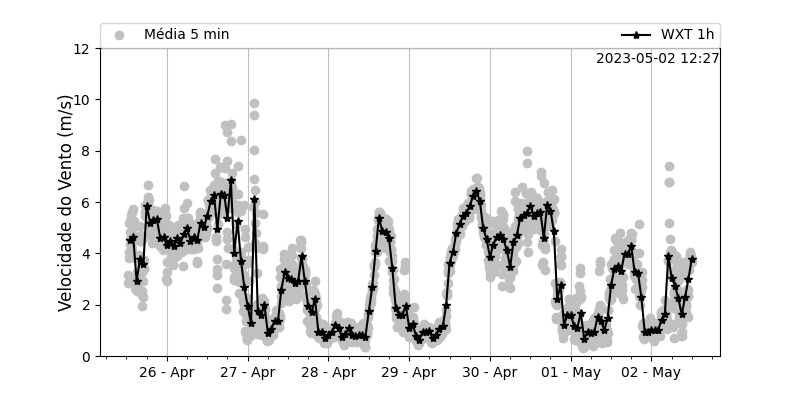 Média 5 min
WXT 1h
2023-05-02 12:27
Velocidade do Vento (m/s)
12
10
8
6
4
2
0
26 - Apr
27 - Apr
28 - Apr
29 - Apr
30 - Apr
01 - May
02 - May